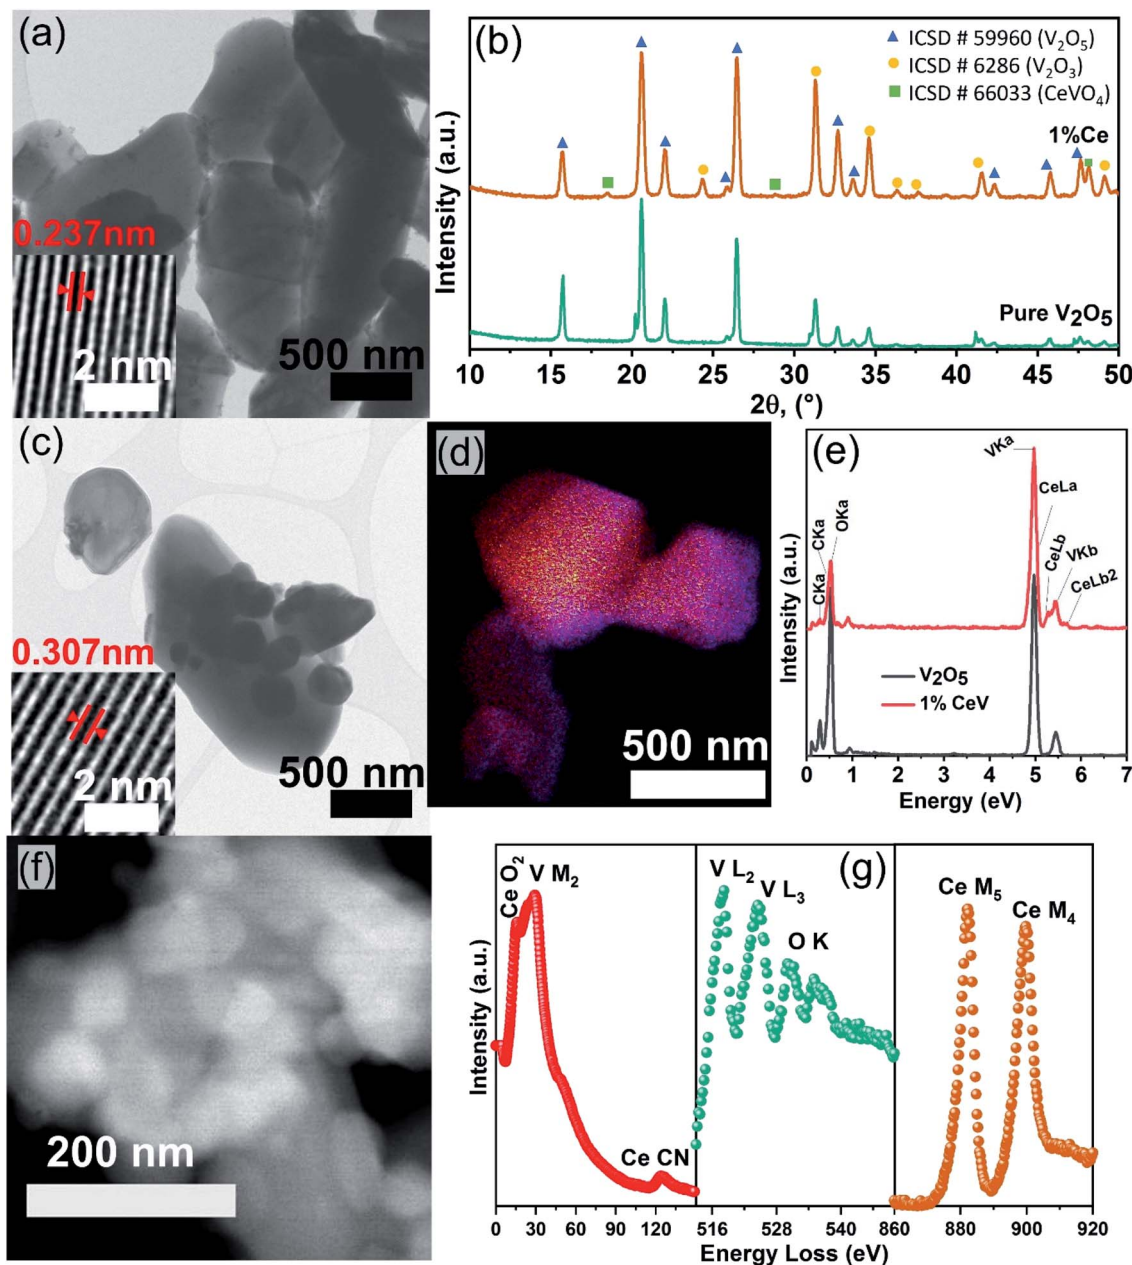 (a)
0.237nm
2 nm
500 nm
(b)
ICSD # 59960 (V₂O₅)
ICSD # 6286 (V₂O₃)
ICSD # 66033 (CeVO₄)
1%Ce
Pure V₂O₅
Intensity (a.u.)
10 15 20 25 30 35 40 45 50
2θ, (°)
(c)
0.307nm
2 nm
500 nm
(d)
500 nm
(e)
VKa
CeLa
CKa
OKa
CKa
CeLb
VKb
CeLb2
V₂O₅
1% CeV
Intensity (a.u.)
0 1 2 3 4 5 6 7
Energy (eV)
(f)
200 nm
(g)
Ce O₂
V M₂
Ce CN
V L₂
V L₃
O K
Ce M₅
Ce M₄
Intensity (a.u.)
0 30 60 90 120 516 528 540 860 880 900 920
Energy Loss (eV)